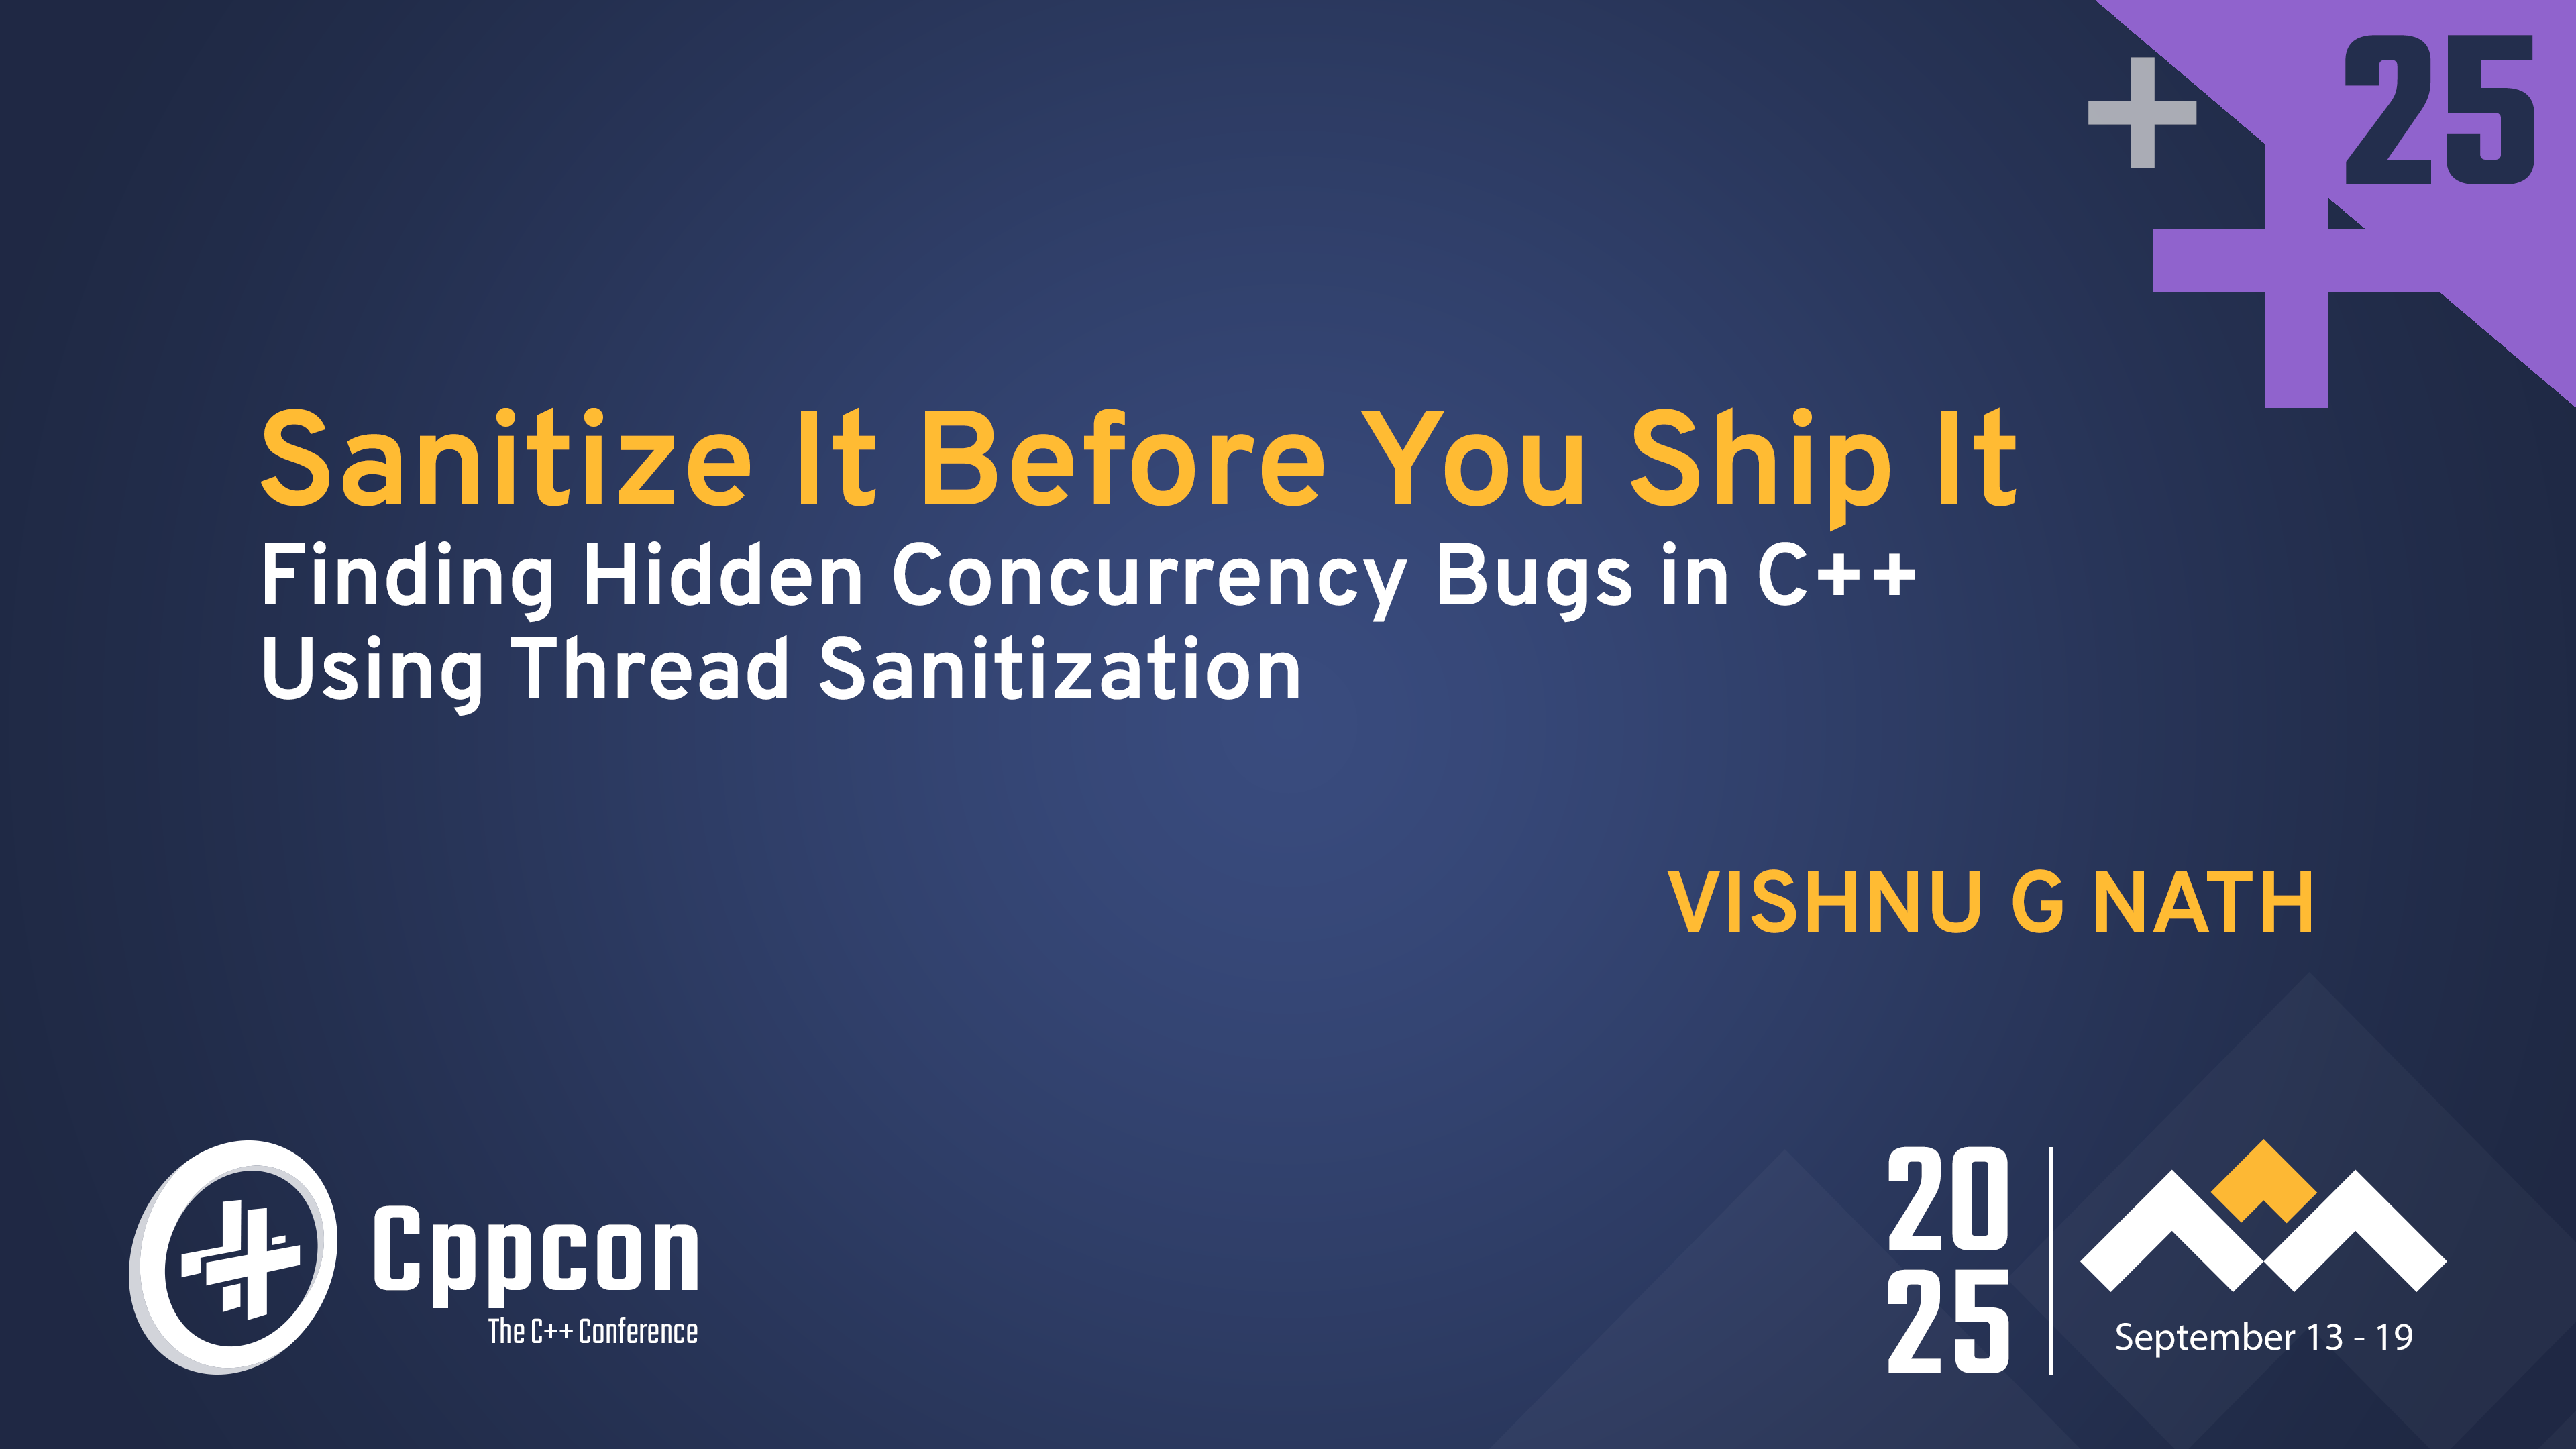 25
Sanitize It Before You Ship It
Finding Hidden Concurrency Bugs in C++
Using Thread Sanitization
VISHNU G NATH
Cppcon
The C++ Conference
20
25
September 13 - 19